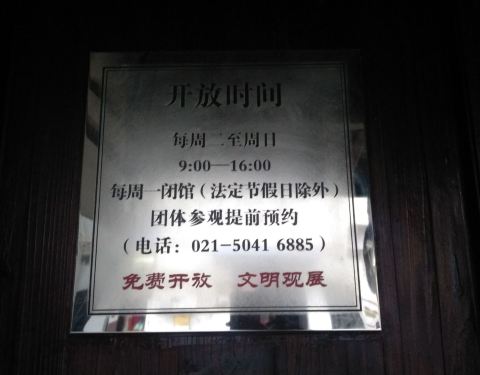 开放时间
每周二至周日
9:00—16:00
每周一闭馆（法定节假日除外）
团体参观提前预约
（电话：021-5041 6885）
免费开放 文明观展